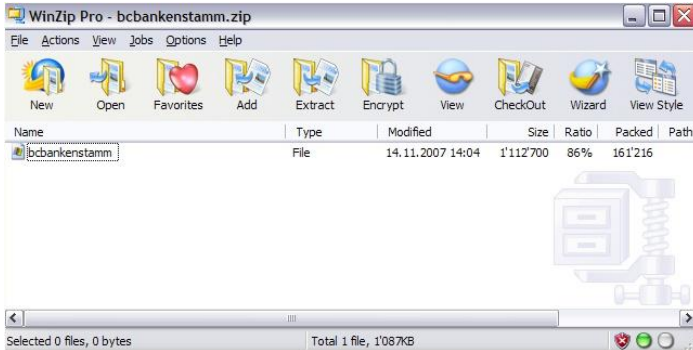 WinZip Pro - bcbankenstamm.zip
File Actions View Jobs Options Help
New Open Favorites Add Extract Encrypt View CheckOut Wizard View Style
Name Type Modified Size Ratio Packed Path
bcbankenstamm File 14.11.2007 14:04 1'112'700 86% 161'216
Selected 0 files, 0 bytes Total 1 file, 1'087KB